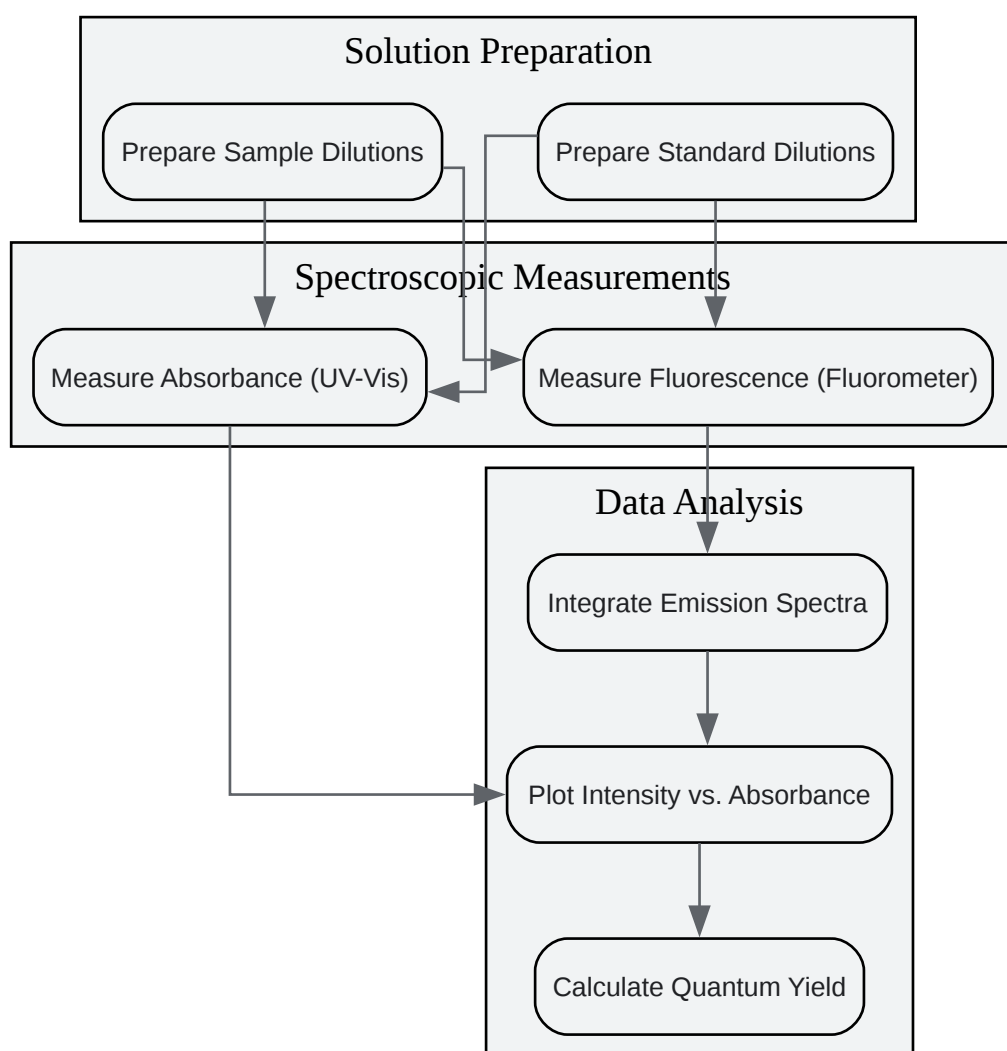 Solution Preparation
Prepare Sample Dilutions
Prepare Standard Dilutions
Spectroscopic Measurements
Measure Absorbance (UV-Vis)
Measure Fluorescence (Fluorometer)
Data Analysis
Integrate Emission Spectra
Plot Intensity vs. Absorbance
Calculate Quantum Yield